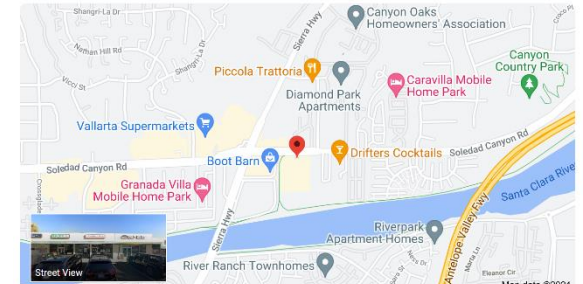 Shangri-La Dr
Canyon Oaks
Homeowners' Association
Sierra Hwy
Nathan Hill Rd
Shangri-La Dr
Piccola Trattoria
Canyon
Country Park
Vicci St
Diamond Park
Apartments
Caravilla Mobile
Home Park
Vallarta Supermarkets
Boot Barn
Drifters Cocktails
Soledad Canyon Rd
Soledad Canyon Rd
Granada Villa
Mobile Home Park
Crossglade
Santa Clara River
Sierra Hwy
Riverpark
Apartment Homes
Antelope Valley Fwy
Street View
River Ranch Townhomes
Eleanor Cir
Map data ©2024